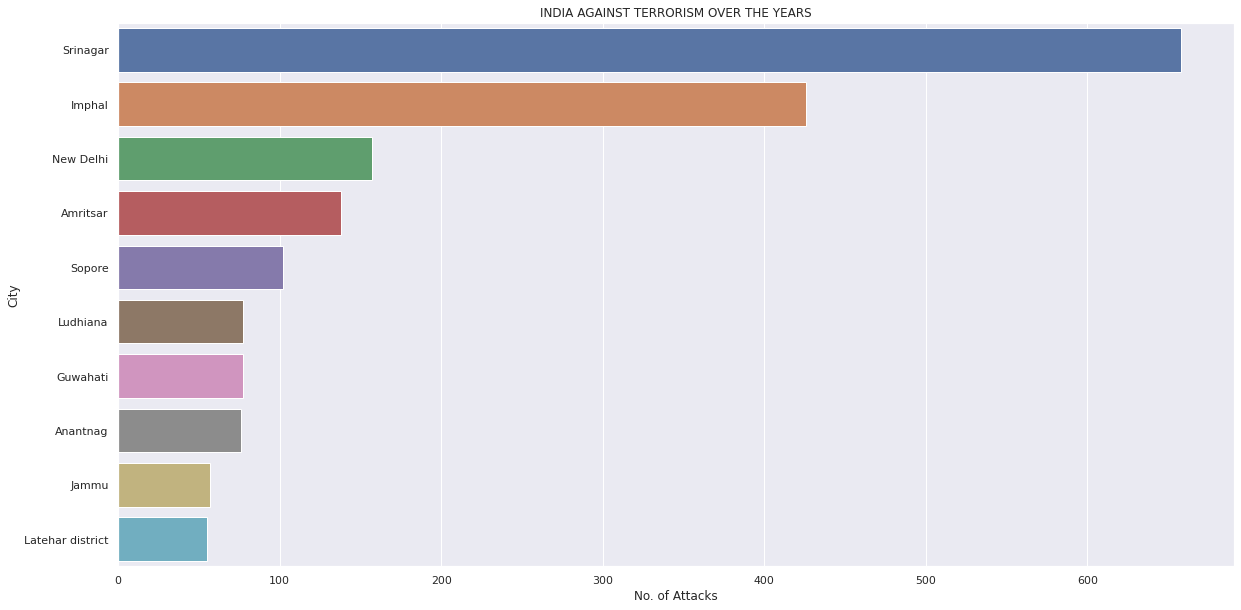 INDIA AGAINST TERRORISM OVER THE YEARS
Srinagar
Imphal
New Delhi
Amritsar
Sopore
Ludhiana
Guwahati
Anantnag
Jammu
Latehar district
City
0 100 200 300 400 500 600
No. of Attacks